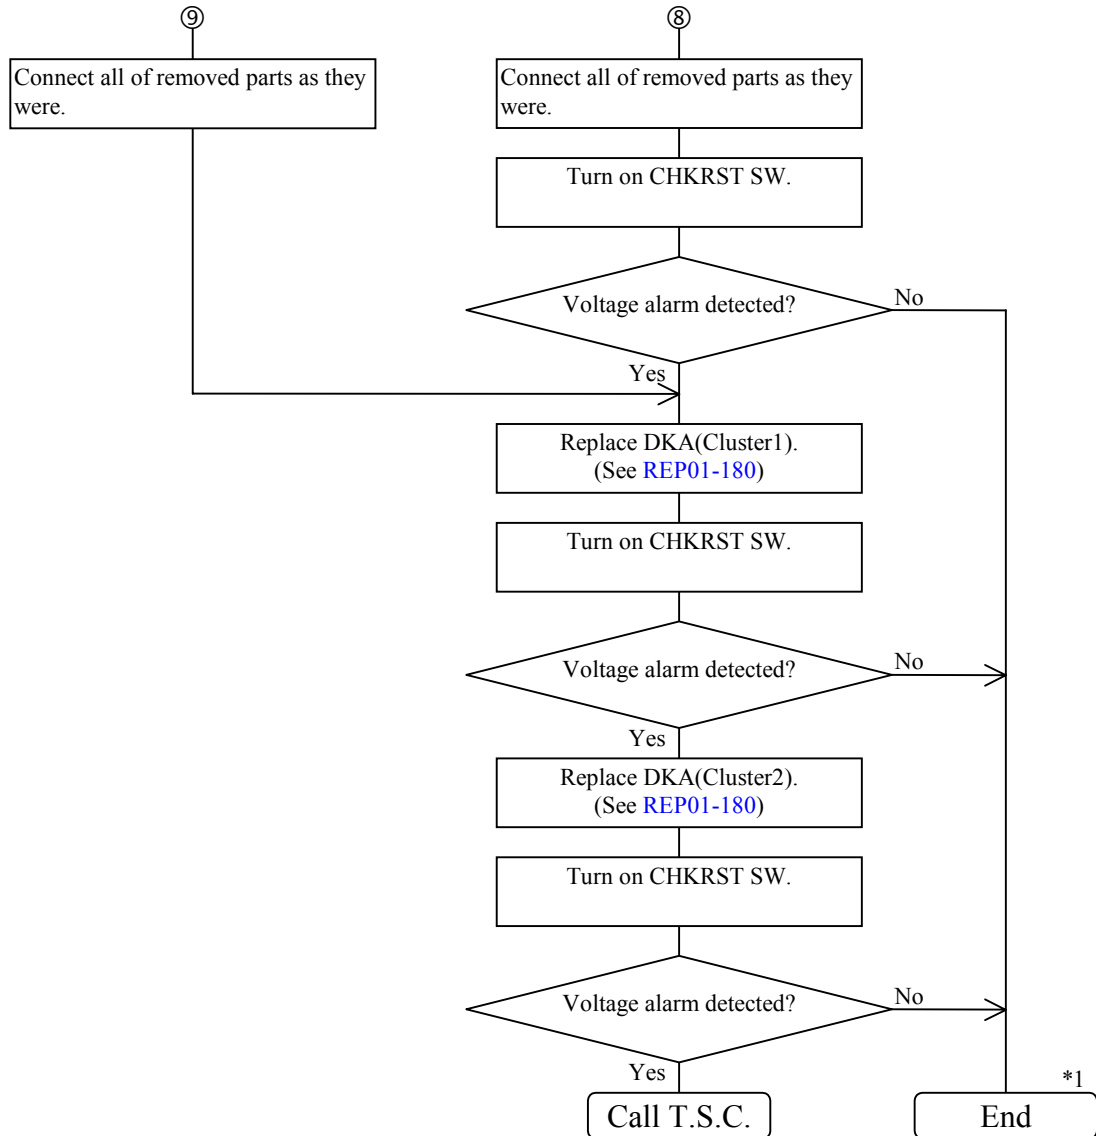 ⑨
⑧
Connect all of removed parts as they
were.
Connect all of removed parts as they
were.
Turn on CHKRST SW.
Voltage alarm detected?
No
Yes
Replace DKA(Cluster1).
(See REP01-180)
Turn on CHKRST SW.
Voltage alarm detected?
No
Yes
Replace DKA(Cluster2).
(See REP01-180)
Turn on CHKRST SW.
Voltage alarm detected?
No
Yes
*1
Call T.S.C.
End